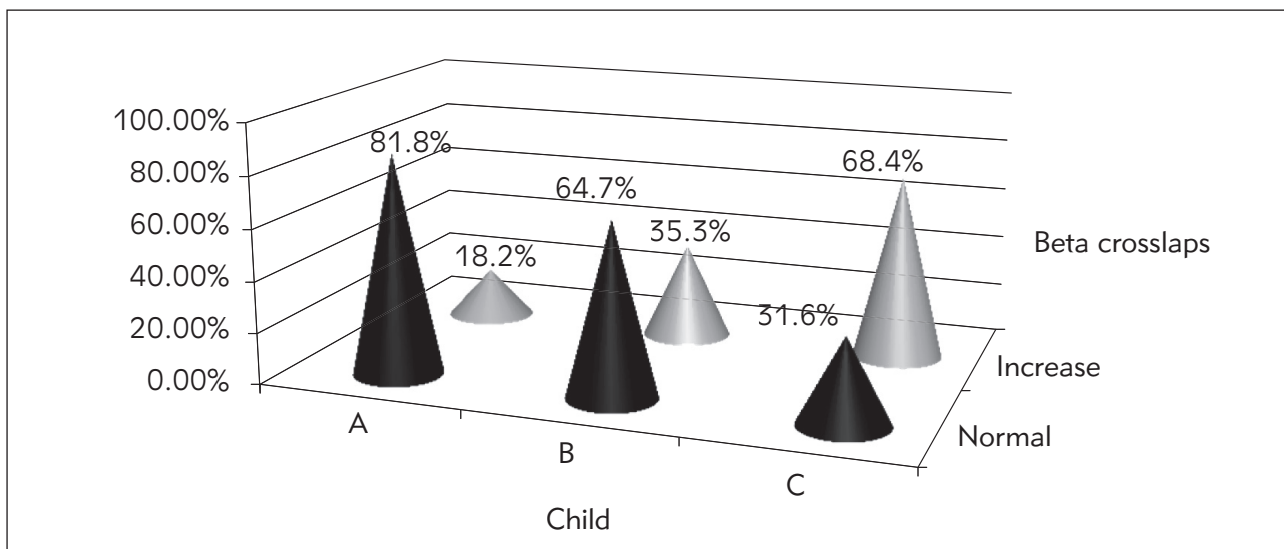 100.00%
80.00%
60.00%
40.00%
20.00%
0.00%
81.8%
18.2%
64.7%
35.3%
31.6%
68.4%
Beta crosslaps
Increase
Normal
A
B
C
Child